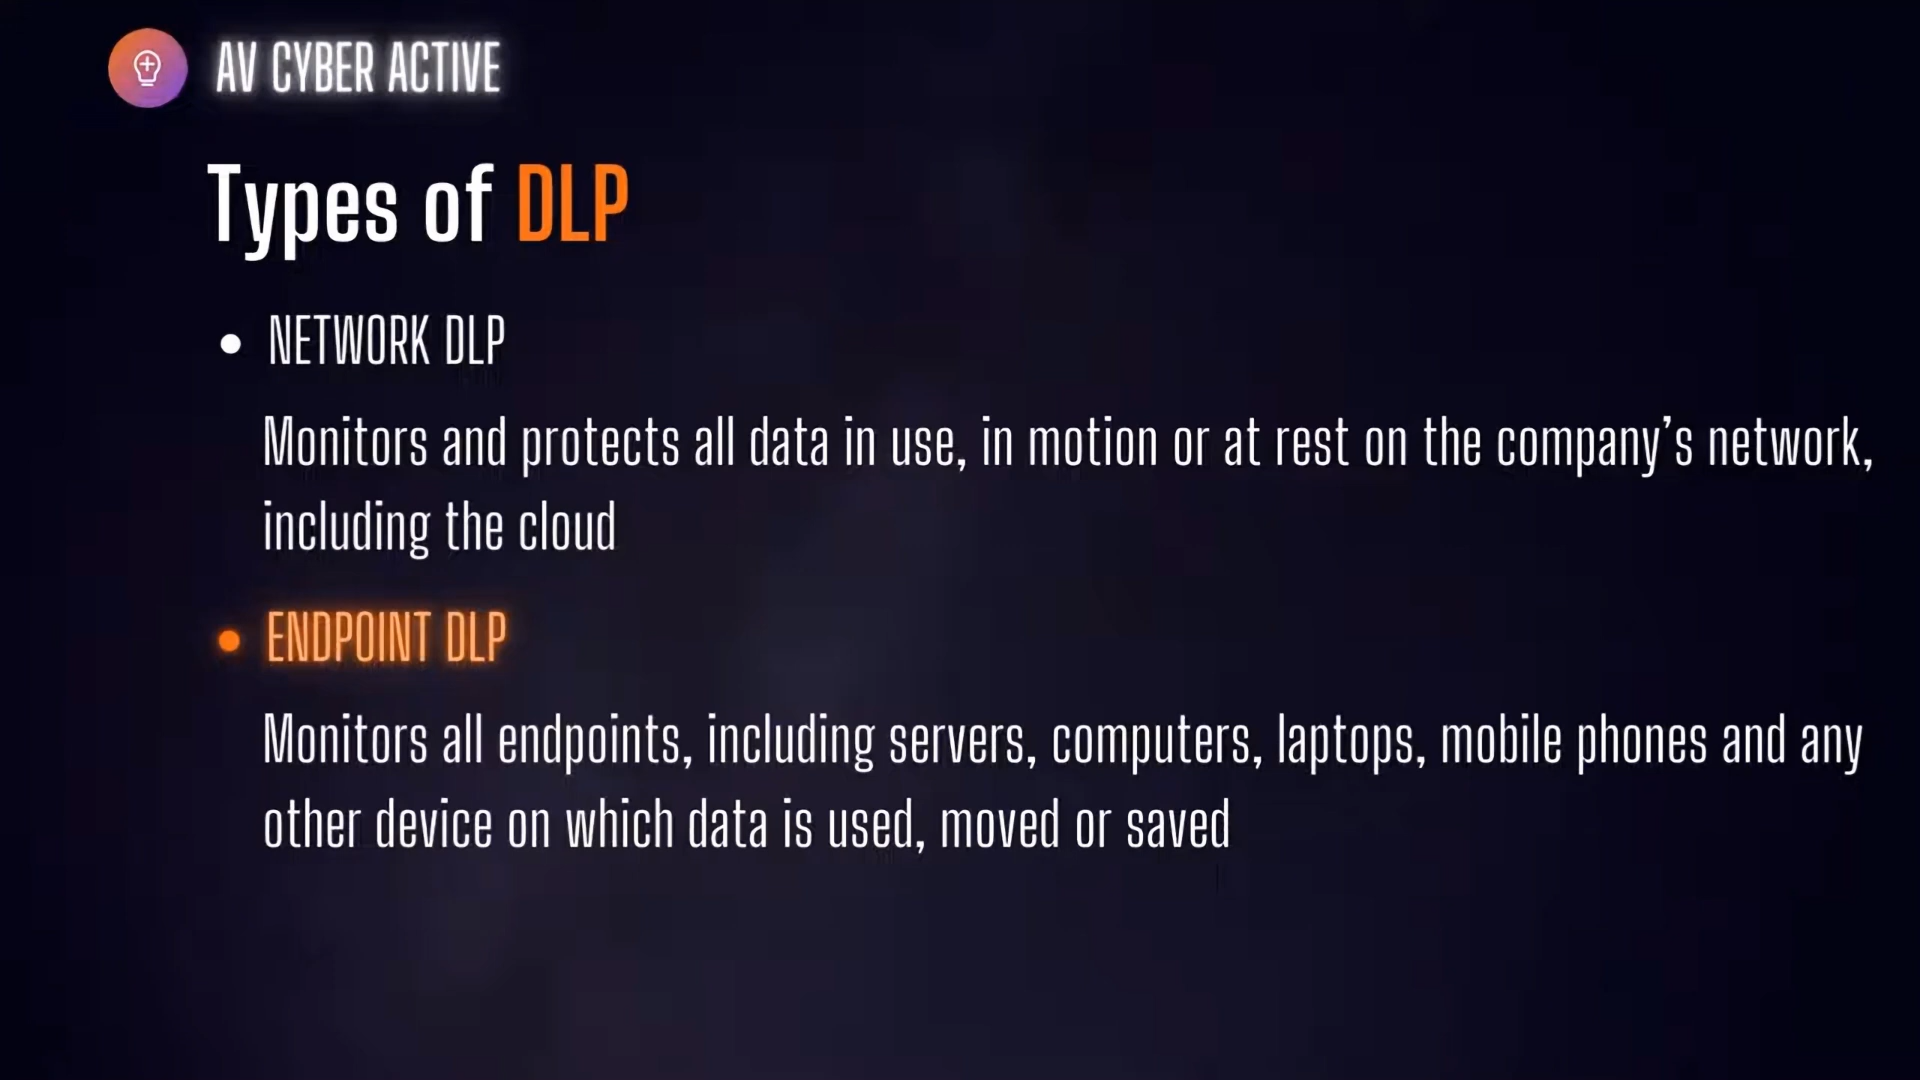 AV CYBER ACTIVE
Types of DLP
• NETWORK DLP
Monitors and protects all data in use, in motion or at rest on the company’s network,
including the cloud
• ENDPOINT DLP
Monitors all endpoints, including servers, computers, laptops, mobile phones and any
other device on which data is used, moved or saved